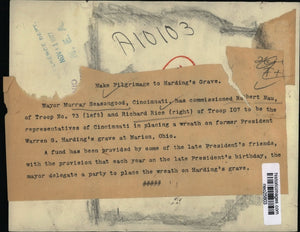 A10103
Make Pilgrimage to Harding's Grave.
Mayor Murray Seasongood, Cincinnati, has commissioned Robert
of Troop No. 73 (left) and Richard Rice (right) of Troop 107 to be the
representatives of Cincinnati in placing a wreath on former President
Warren G. Harding's grave at Marion, Ohio.
A fund has been provided by some of the late President's friends,
with the provision that each year on the late President's birthday, the
mayor delegate a party to place the wreath on Harding's grave.
#####